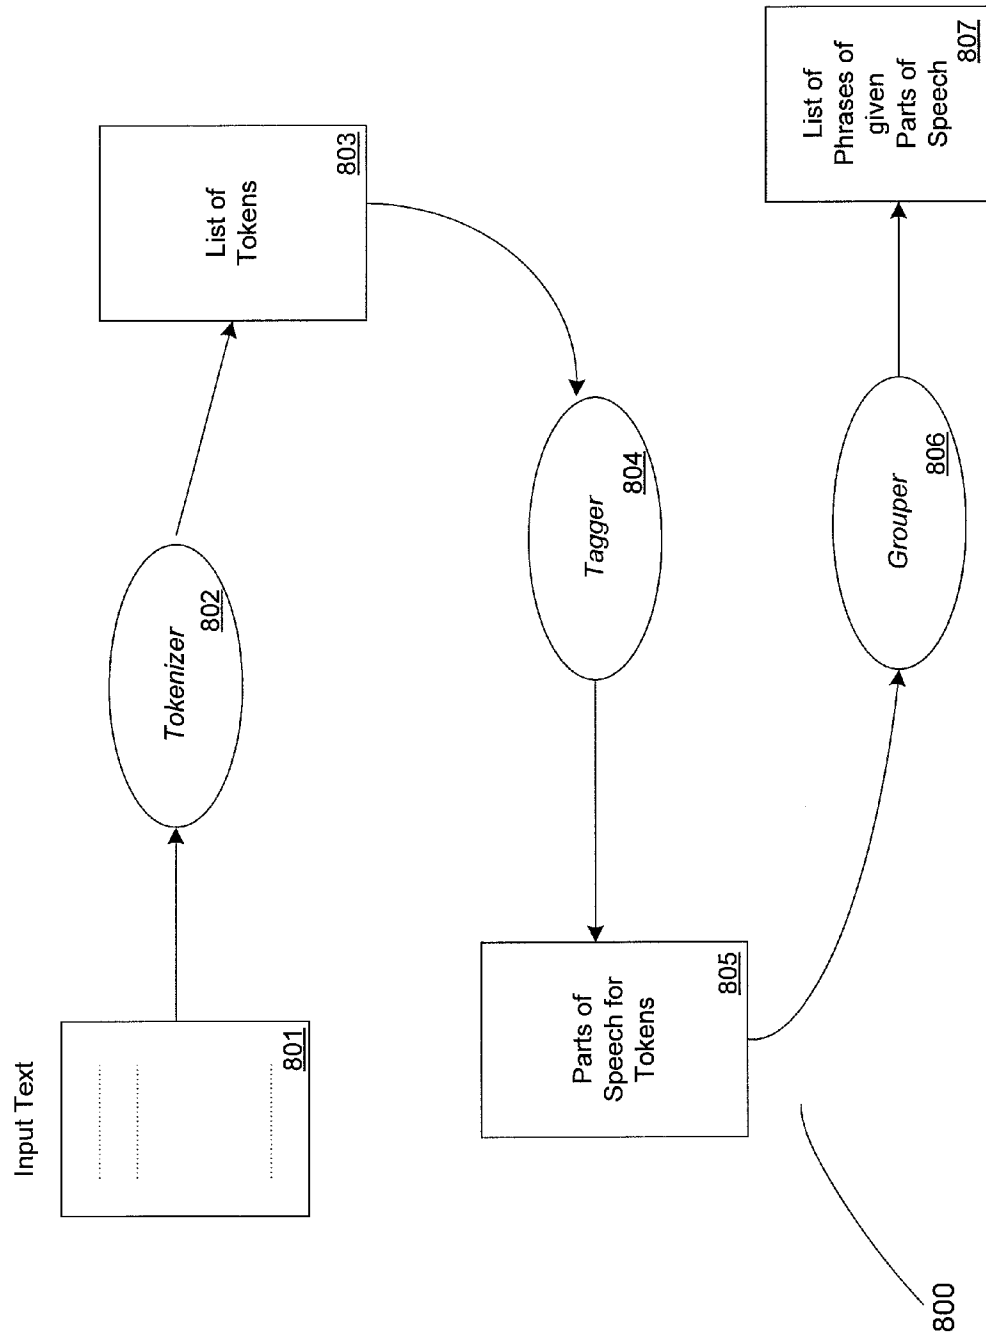 Input Text
801
Tokenizer
802
List of
Tokens
803
Tagger
804
Parts of
Speech for
Tokens
805
Grouper
806
List of
Phrases of
given
Parts of
Speech
807
800